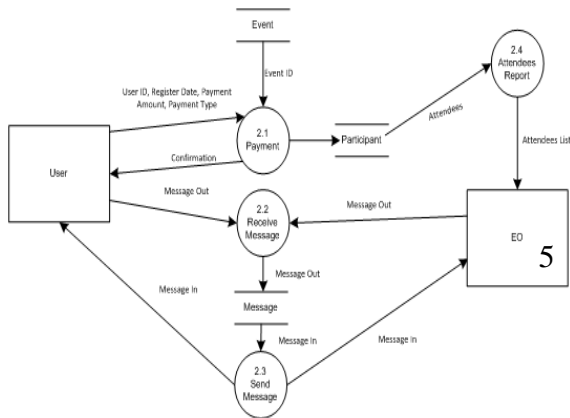 Event
2.4
Attendees
Report
Event ID
User ID, Register Date, Payment
Amount, Payment Type
2.1
Payment
Participant
Attendees
Attendees List
Confirmation
User
Message Out
2.2
Receive
Message
Message Out
EO
5
Message Out
Message In
Message
Message In
Message In
2.3
Send
Message